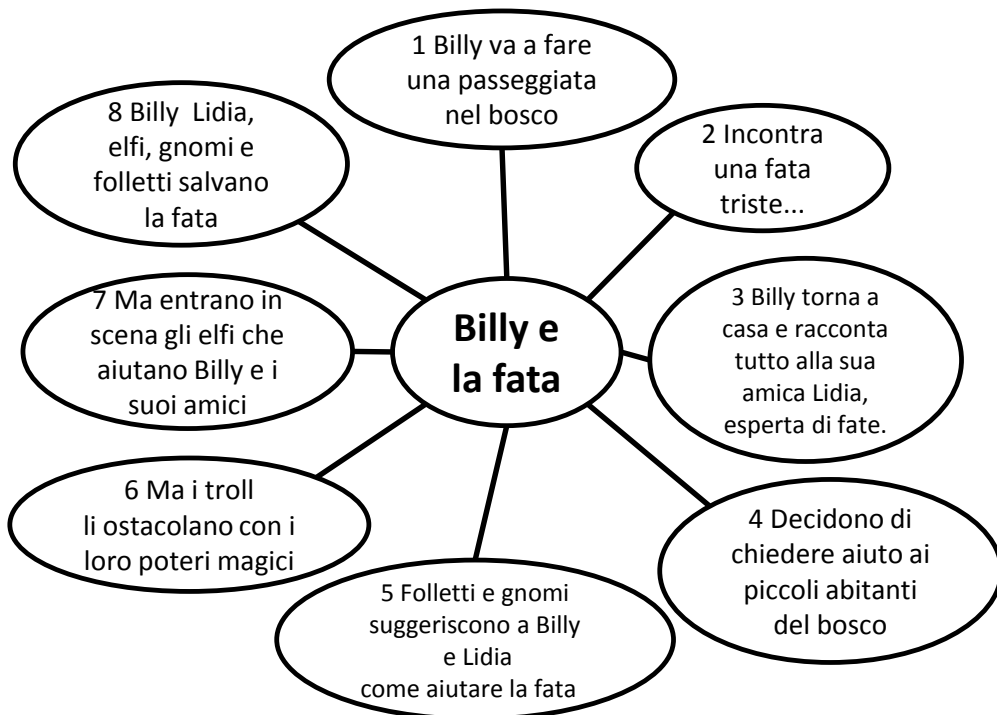 1 Billy va a fare
una passeggiata
nel bosco
2 Incontra
una fata
triste...
3 Billy torna a
casa e racconta
tutto alla sua
amica Lidia,
esperta di fate.
4 Decidono di
chiedere aiuto ai
piccoli abitanti
del bosco
5 Folletti e gnomi
suggeriscono a Billy
e Lidia
come aiutare la fata
6 Ma i troll
li ostacolano con i
loro poteri magici
7 Ma entrano in
scena gli elfi che
aiutano Billy e i
suoi amici
8 Billy Lidia,
elfi, gnomi e
folletti salvano
la fata
Billy e
la fata